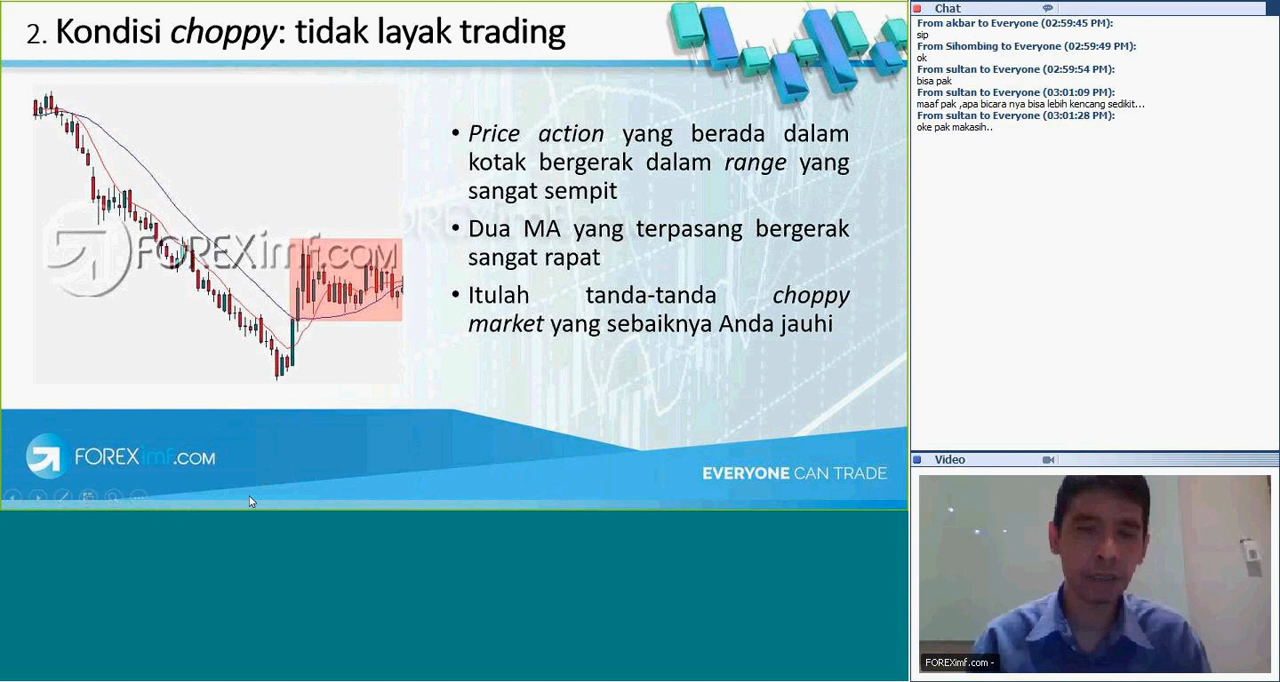 2. Kondisi choppy: tidak layak trading
FOREXimf.COM
• Price action yang berada dalam
kotak bergerak dalam range yang
sangat sempit
• Dua MA yang terpasang bergerak
sangat rapat
• Itulah tanda-tanda choppy
market yang sebaiknya Anda jauhi
FOREXimf.COM
EVERYONE CAN TRADE
Chat
From akbar to Everyone (02:59:45 PM):
sip
From Sihombing to Everyone (02:59:49 PM):
ok
From sultan to Everyone (02:59:54 PM):
bisa pak
From sultan to Everyone (03:01:09 PM):
maaf pak ,apa bicara nya bisa lebih kencang sedikit...
From sultan to Everyone (03:01:28 PM):
oke pak makasih..
Video
FOREXimf.com -